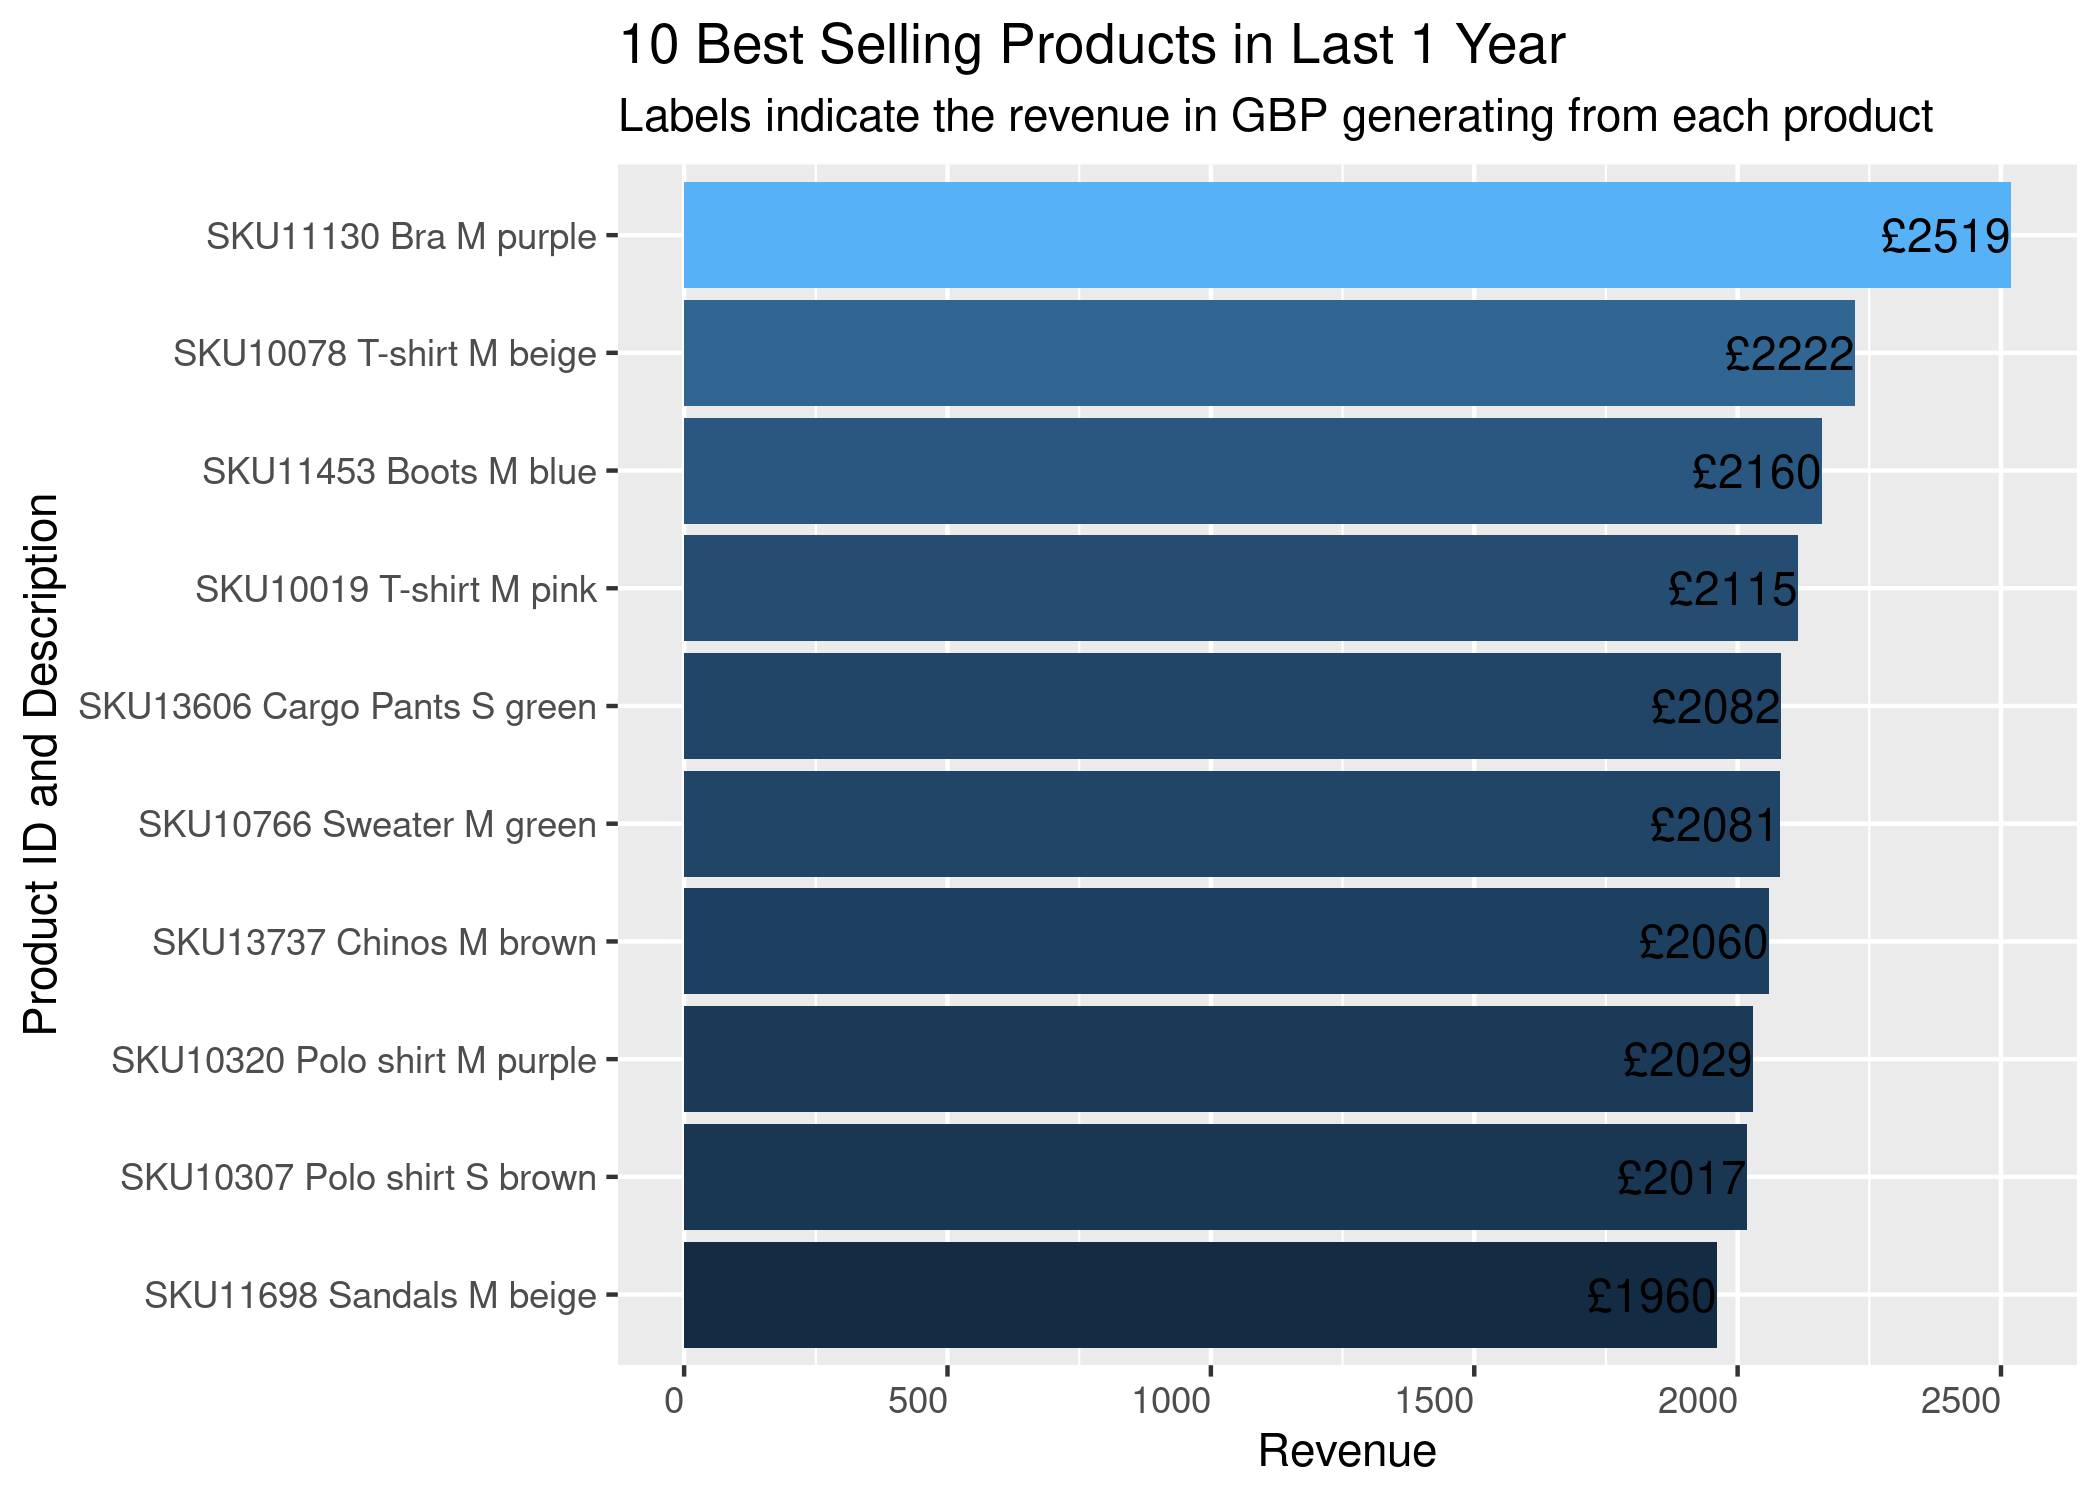 10 Best Selling Products in Last 1 Year
Labels indicate the revenue in GBP generating from each product
Product ID and Description
SKU11130 Bra M purple
£2519
SKU10078 T-shirt M beige
£2222
SKU11453 Boots M blue
£2160
SKU10019 T-shirt M pink
£2115
SKU13606 Cargo Pants S green
£2082
SKU10766 Sweater M green
£2081
SKU13737 Chinos M brown
£2060
SKU10320 Polo shirt M purple
£2029
SKU10307 Polo shirt S brown
£2017
SKU11698 Sandals M beige
£1960
0 500 1000 1500 2000 2500
Revenue